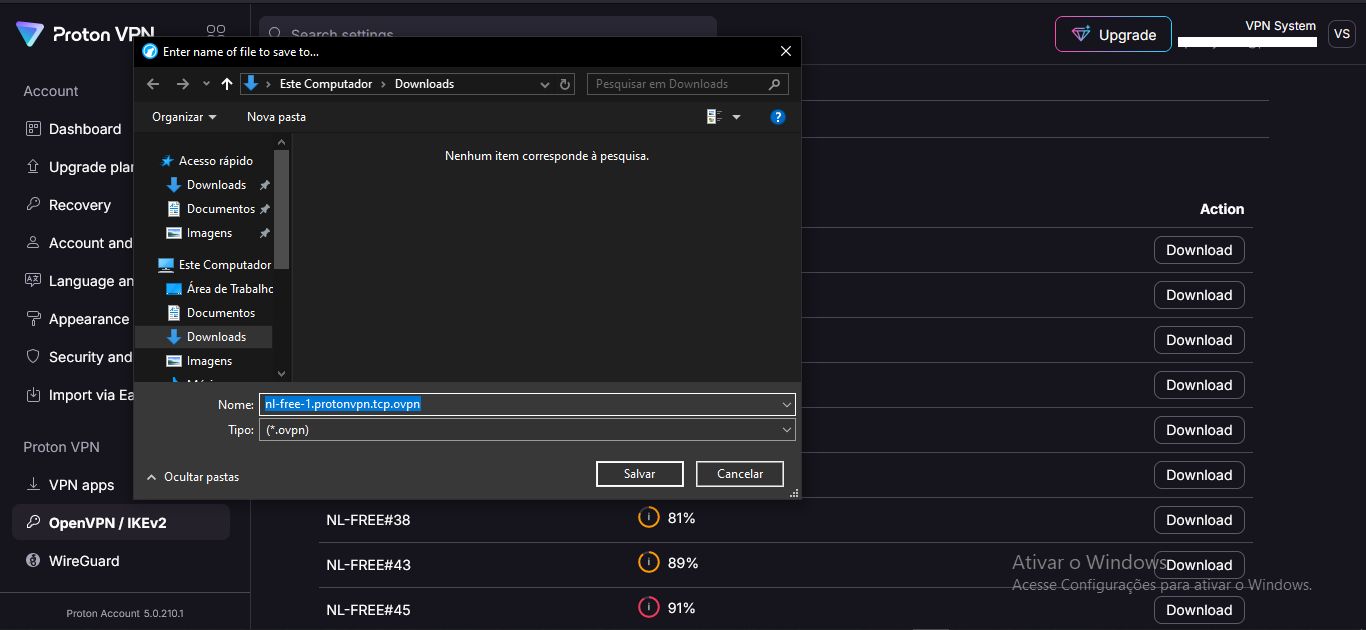 Proton VPN
Search settings
Upgrade
VPN System
VS
Account
Dashboard
Upgrade plan
Recovery
Account and
Language an
Appearance
Security and
Import via Ea
Proton VPN
VPN apps
OpenVPN / IKEv2
WireGuard
Proton Account 5.0.210.1
Enter name of file to save to...
Este Computador
Downloads
Pesquisar em Downloads
Organizar
Nova pasta
Acesso rápido
Downloads
Documentos
Imagens
Este Computador
Área de Trabalho
Documentos
Downloads
Imagens
Nenhum item corresponde à pesquisa.
Nome: nl-free-1.protonvpn.tcp.ovpn
Tipo: (*.ovpn)
Ocultar pastas
Salvar
Cancelar
Action
Download
Download
Download
Download
Download
Download
NL-FREE#38 81% Download
NL-FREE#43 89% Download
NL-FREE#45 91% Download
Ativar o Windows
Acesse Configurações para ativar o Windows.